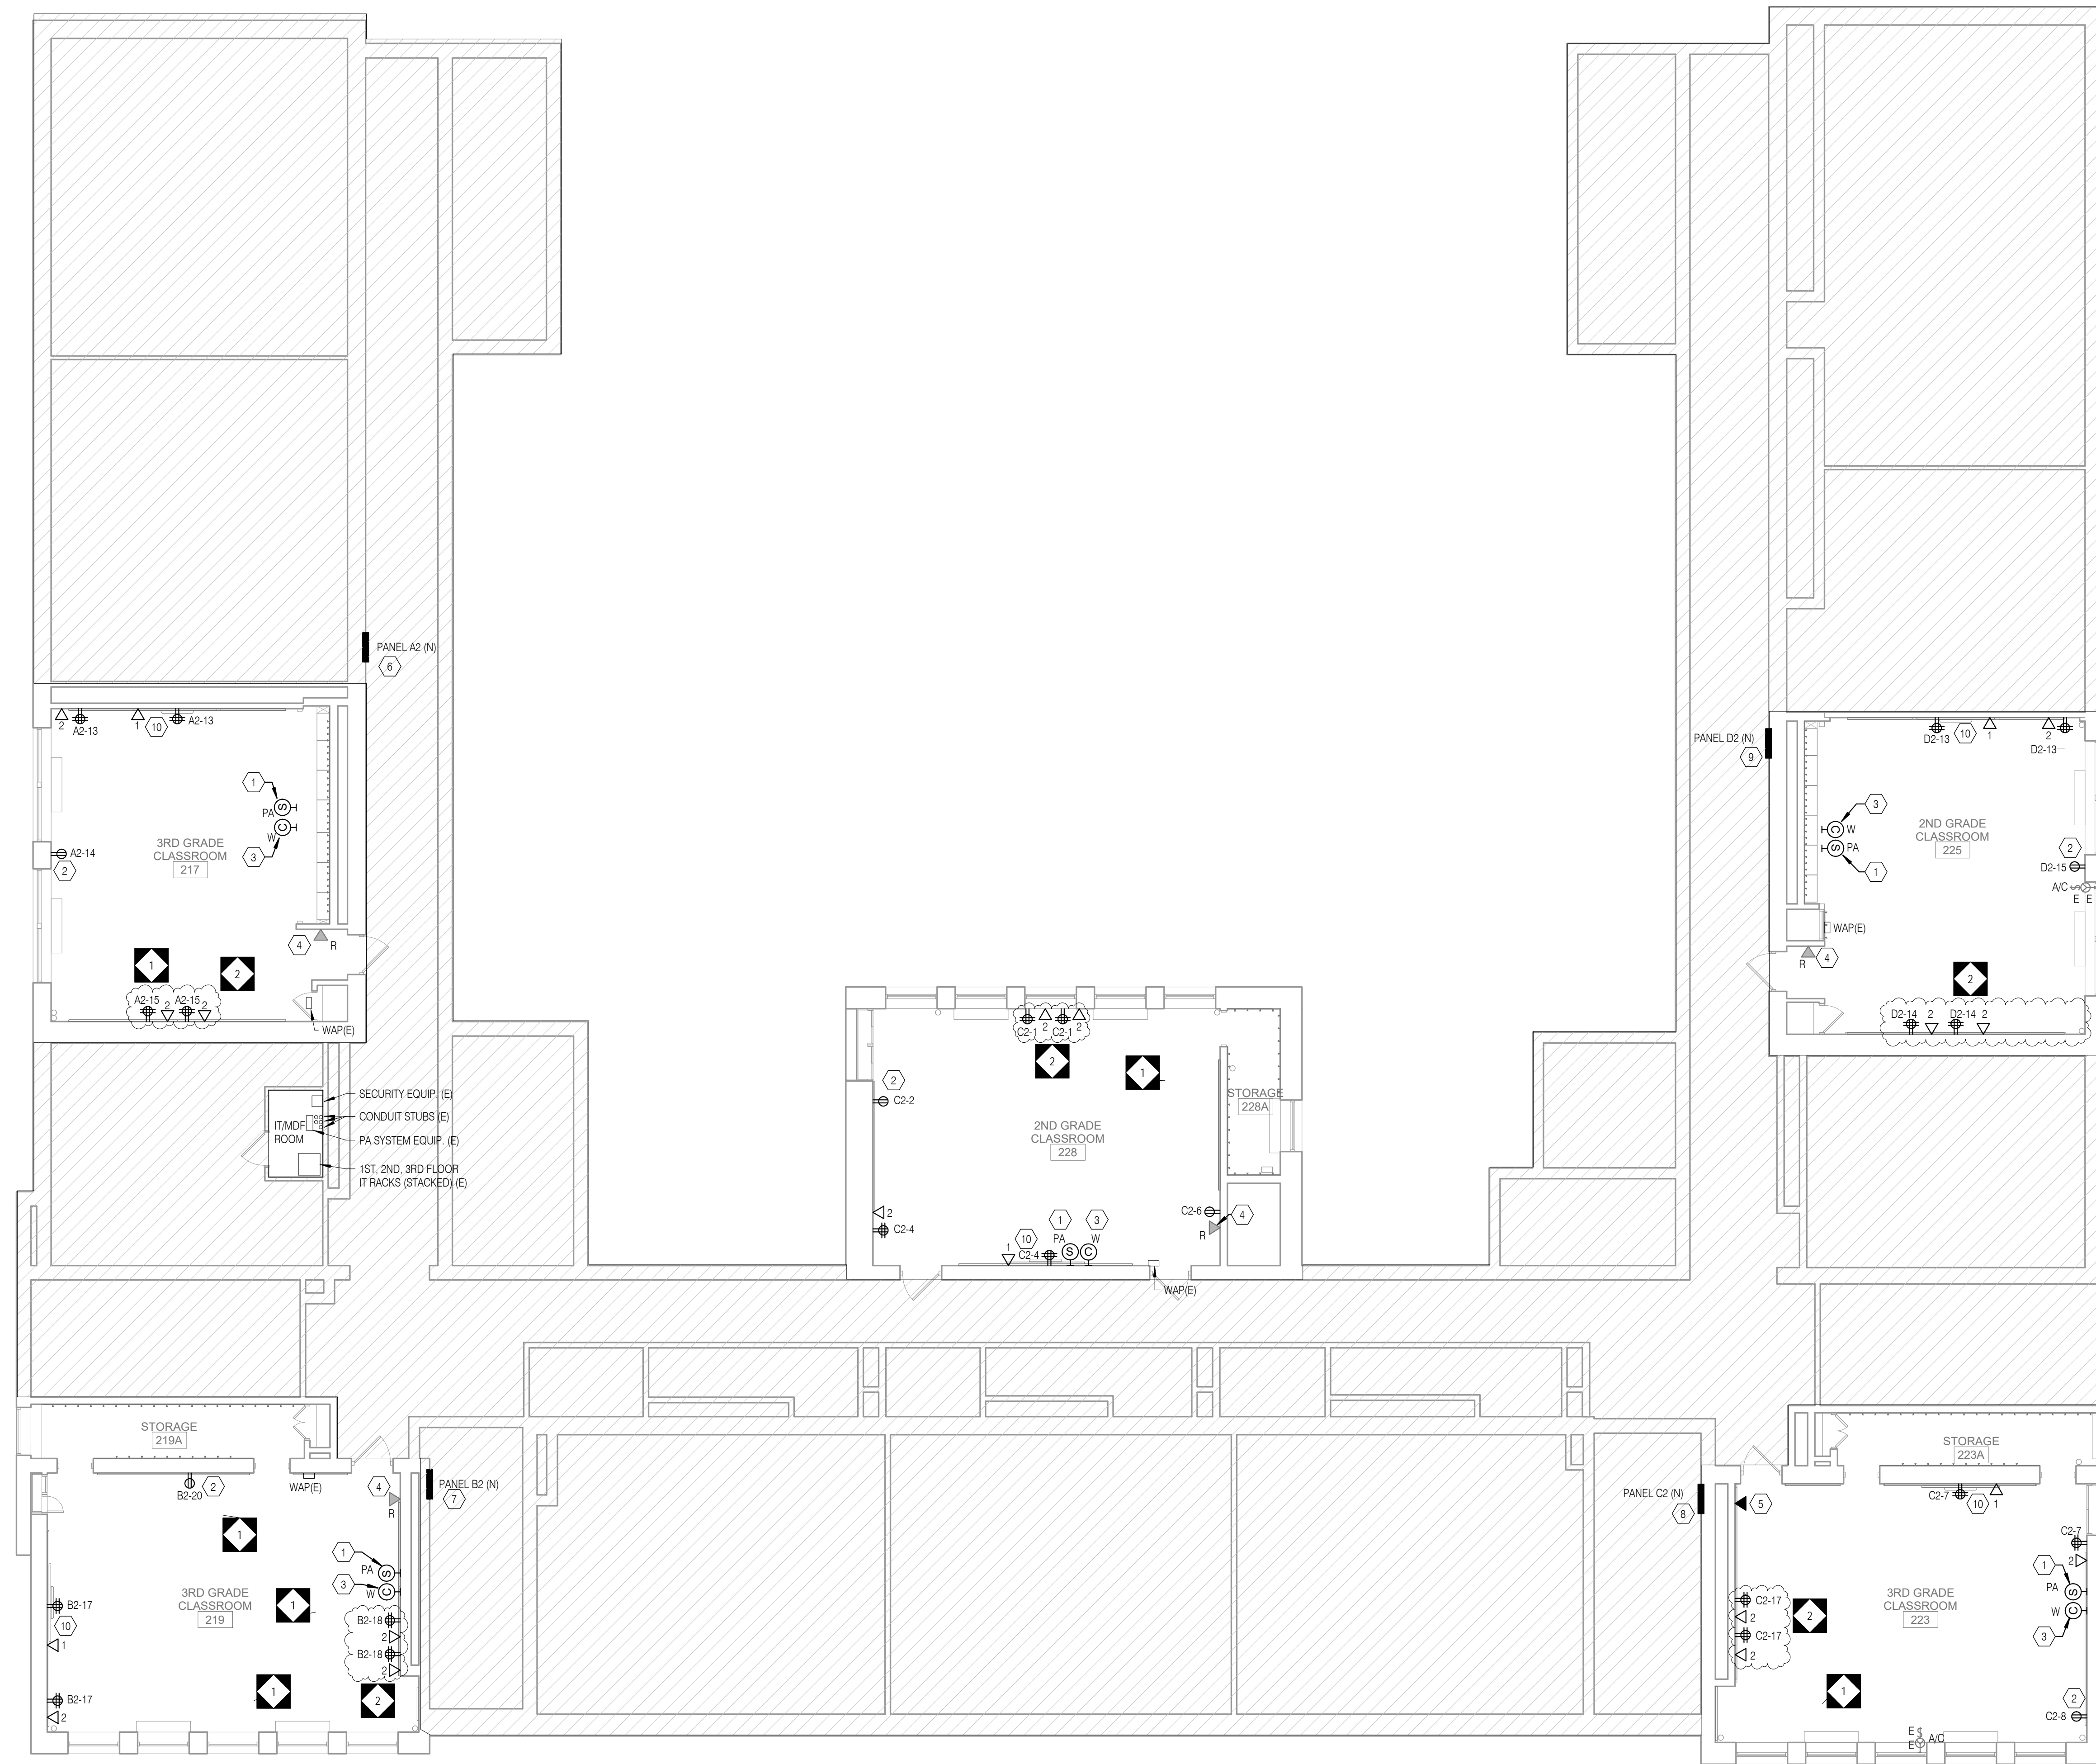 PANEL A2 (N)
6
2
A2-13
1
10
A2-13
1
PA
S
C
W
3
3RD GRADE
CLASSROOM
217
A2-14
2
4
R
1
2
A2-15
2
A2-15
2
WAP(E)
SECURITY EQUIP. (E)
CONDUIT STUBS (E)
IT/MDF
ROOM
PA SYSTEM EQUIP. (E)
1ST, 2ND, 3RD FLOOR
IT RACKS (STACKED) (E)
PANEL D2 (N)
9
D2-13
10
1
2
D2-13
3
W
C
S
PA
1
2ND GRADE
CLASSROOM
225
2
D2-15
A/C
E
E
WAP(E)
R
4
2
D2-14
2
D2-14
2
C2-1
2
C2-1
2
2
1
2
C2-2
STORAGE
228A
2ND GRADE
CLASSROOM
228
2
C2-4
C2-6
4
R
1
10
C2-4
1
PA
S
3
W
C
WAP(E)
STORAGE
219A
B2-20
2
WAP(E)
4
R
PANEL B2 (N)
7
1
1
PA
S
3
W
C
3RD GRADE
CLASSROOM
219
1
B2-17
10
1
B2-18
2
B2-18
2
B2-17
2
1
2
STORAGE
223A
PANEL C2 (N)
8
5
C2-7
10
1
C2-7
2
1
PA
S
W
C
3
3RD GRADE
CLASSROOM
223
C2-17
2
C2-17
2
2
1
2
C2-8
E
E
A/C